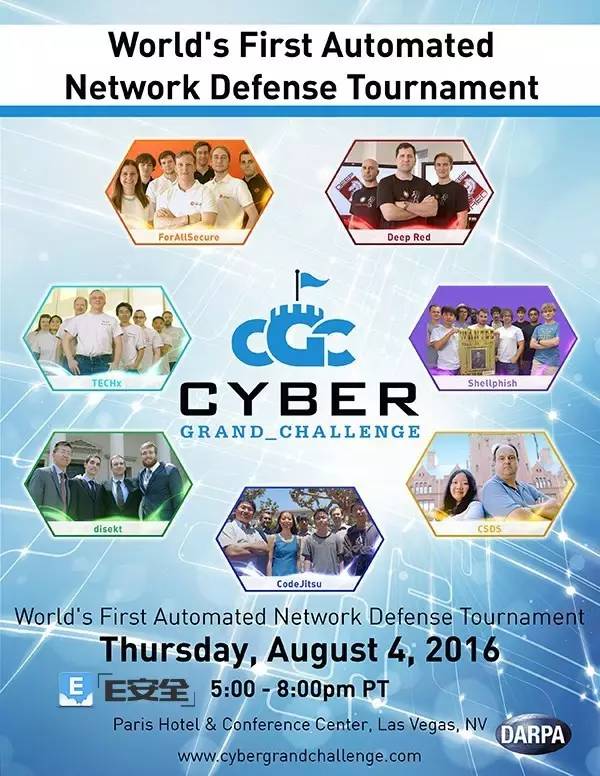 World's First Automated
Network Defense Tournament
ForAllSecure
Deep Red
TECHx
CGC
Shellphish
CYBER
GRAND_CHALLENGE
disekt
CSDS
CodeJitsu
World's First Automated Network Defense Tournament
Thursday, August 4, 2016
E安全
5:00 - 8:00pm PT
Paris Hotel & Conference Center, Las Vegas, NV
DARPA
www.cybergrandchallenge.com